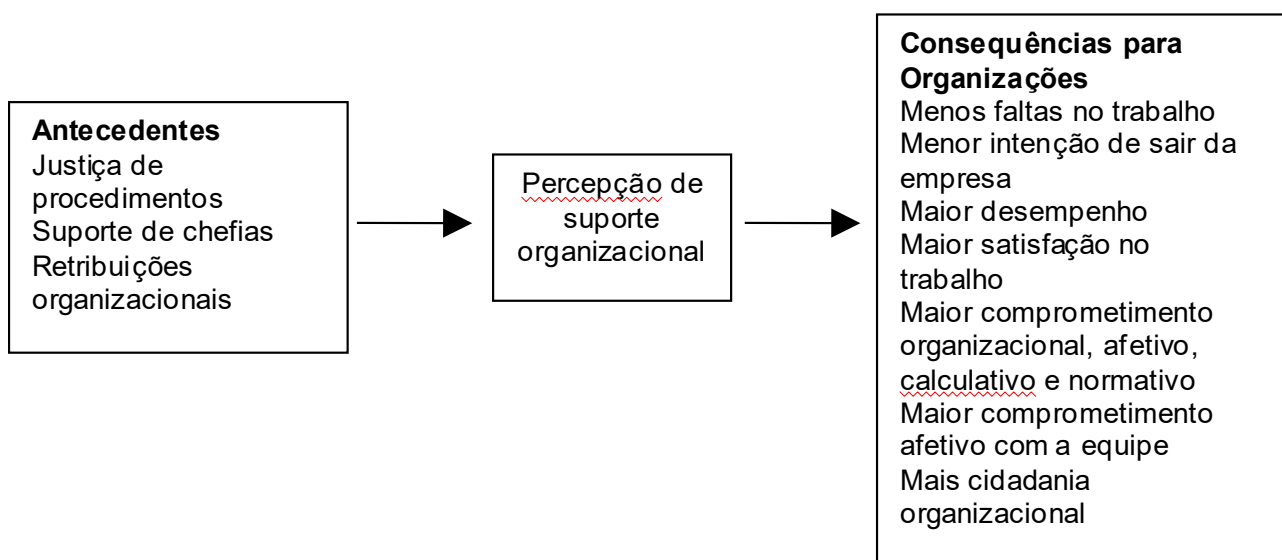 Antecedentes
Justiça de
procedimentos
Suporte de chefias
Retribuições
organizacionais
Percepção de
suporte
organizacional
Consequências para
Organizações
Menos faltas no trabalho
Menor intenção de sair da
empresa
Maior desempenho
Maior satisfação no
trabalho
Maior comprometimento
organizacional, afetivo,
calculativo e normativo
Maior comprometimento
afetivo com a equipe
Mais cidadania
organizacional